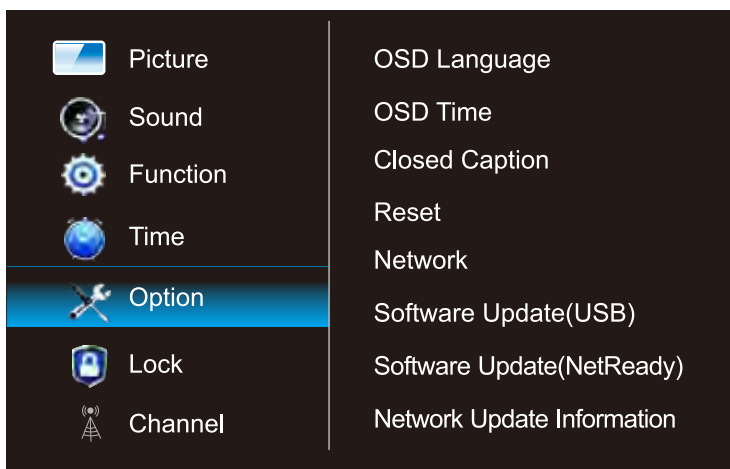 Picture
Sound
Function
Time
Option
Lock
Channel
OSD Language
OSD Time
Closed Caption
Reset
Network
Software Update(USB)
Software Update(NetReady)
Network Update Information